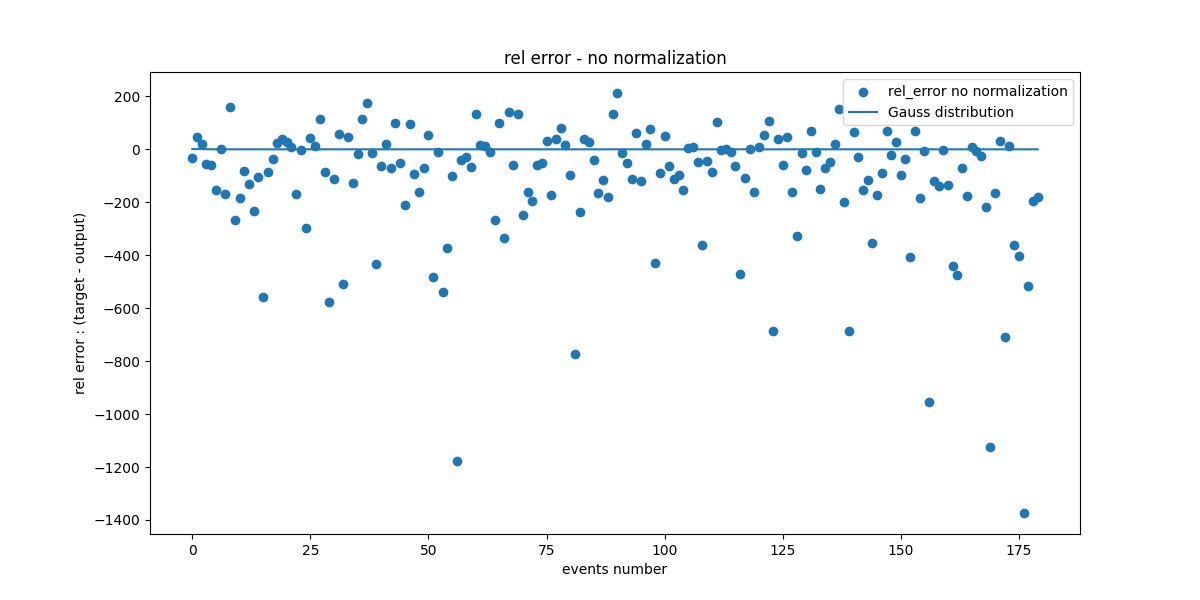 rel error - no normalization
rel_error no normalization
Gauss distribution
200
0
−200
−400
−600
−800
−1000
−1200
−1400
rel error : (target - output)
0 25 50 75 100 125 150 175
events number